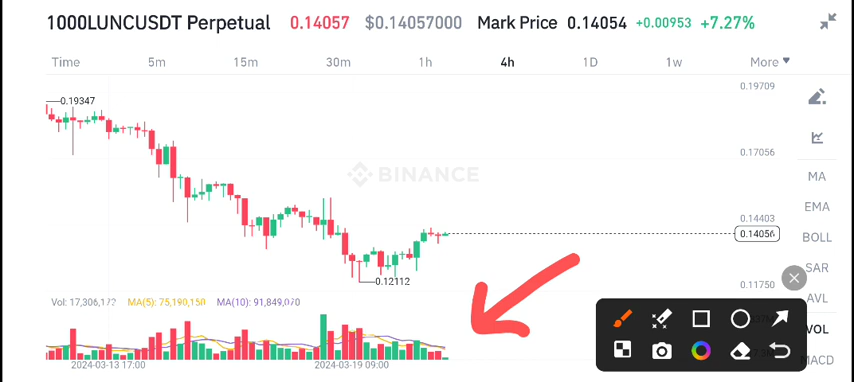 1000LUNCUSDT Perpetual 0.14057 $0.14057000 Mark Price 0.14054 +0.00953 +7.27%
Time 5m 15m 30m 1h 4h 1D 1w More
0.19709
0.19347
0.17056
BINANCE
0.14403
0.14056
0.12112
0.11750
MA
EMA
BOLL
SAR
AVL
VOL
MACD
Vol: 17,306,172 MA(5): 75,190,150 MA(10): 91,849,070
2024-03-13 17:00 2024-03-19 09:00